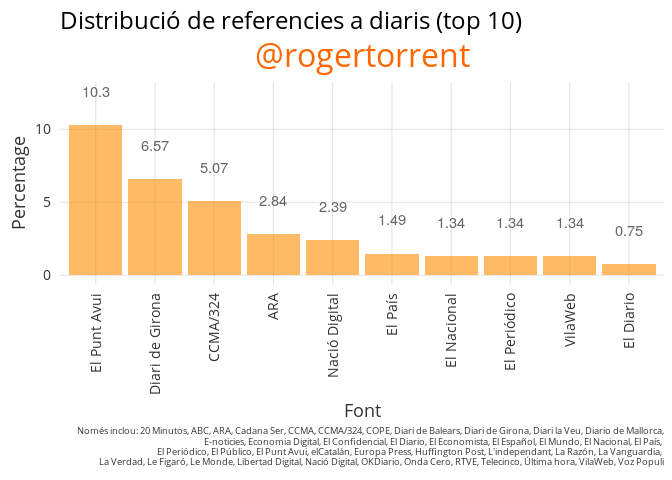 Distribució de referencies a diaris (top 10)
@rogertorrent
Percentage
10
5
0
10.3
6.57
5.07
2.84
2.39
1.49
1.34
1.34
1.34
0.75
El Punt Avui
Diari de Girona
CCMA/324
ARA
Nació Digital
El País
El Nacional
El Periódico
VilaWeb
El Diario
Font
Només inclou: 20 Minutos, ABC, ARA, Cadana Ser, CCMA, CCMA/324, COPE, Diari de Balears, Diari de Girona, Diari la Veu, Diario de Mallorca,
E-noticies, Economia Digital, El Confidencial, El Diario, El Economista, El Español, El Mundo, El Nacional, El País,
El Periódico, El Público, El Punt Avui, elCatalán, Europa Press, Huffington Post, L'independant, La Razón, La Vanguardia,
La Verdad, Le Figaró, Le Monde, Libertad Digital, Nació Digital, OKDiario, Onda Cero, RTVE, Telecinco, Última hora, VilaWeb, Voz Populi